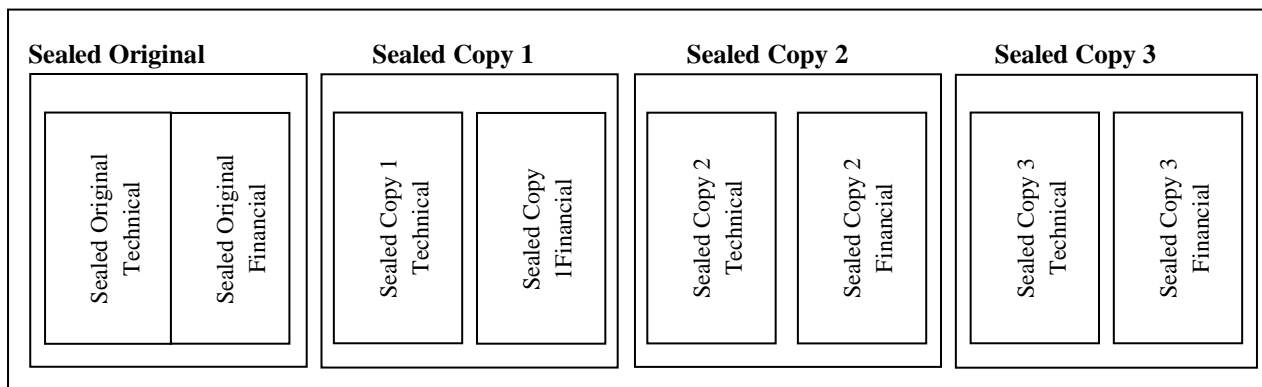 Sealed Original
Sealed Copy 1
Sealed Copy 2
Sealed Copy 3
Sealed Original
Technical
Sealed Original
Financial
Sealed Copy 1
Technical
Sealed Copy
1Financial
Sealed Copy 2
Technical
Sealed Copy 2
Financial
Sealed Copy 3
Technical
Sealed Copy 3
Financial